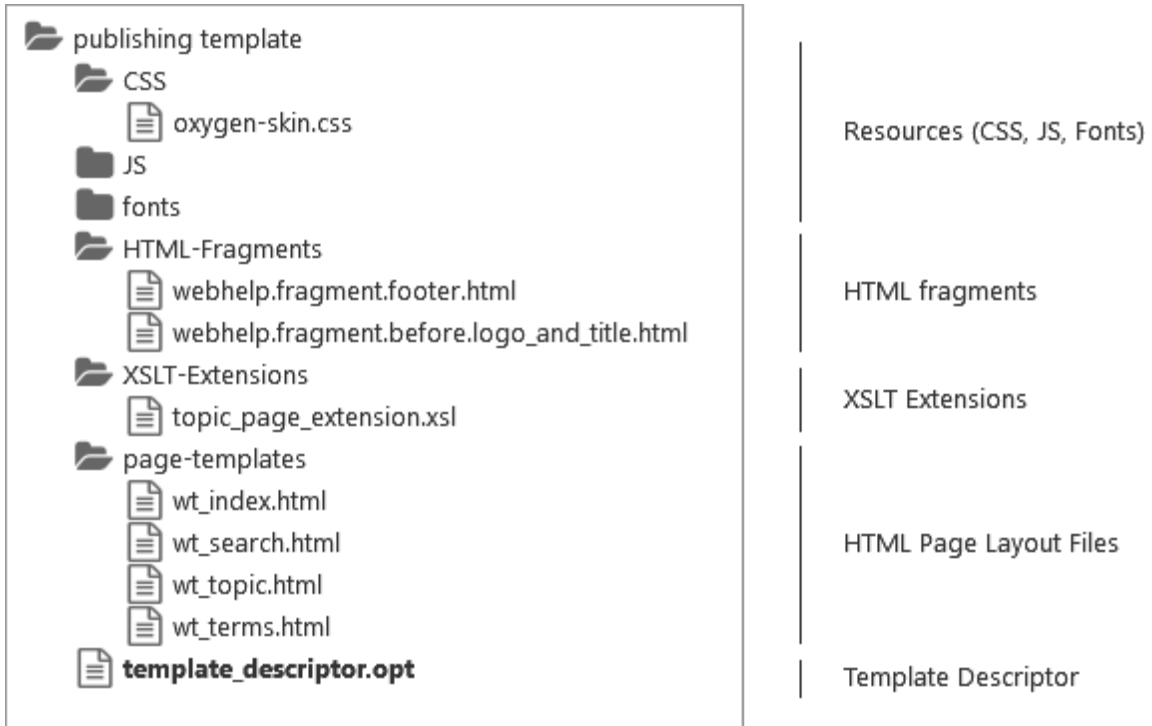 publishing template
CSS
oxygen-skin.css
JS
fonts
HTML-Fragments
webhelp.fragment.footer.html
webhelp.fragment.before.logo_and_title.html
XSLT-Extensions
topic_page_extension.xsl
page-templates
wt_index.html
wt_search.html
wt_topic.html
wt_terms.html
template_descriptor.opt
Resources (CSS, JS, Fonts)
HTML fragments
XSLT Extensions
HTML Page Layout Files
Template Descriptor